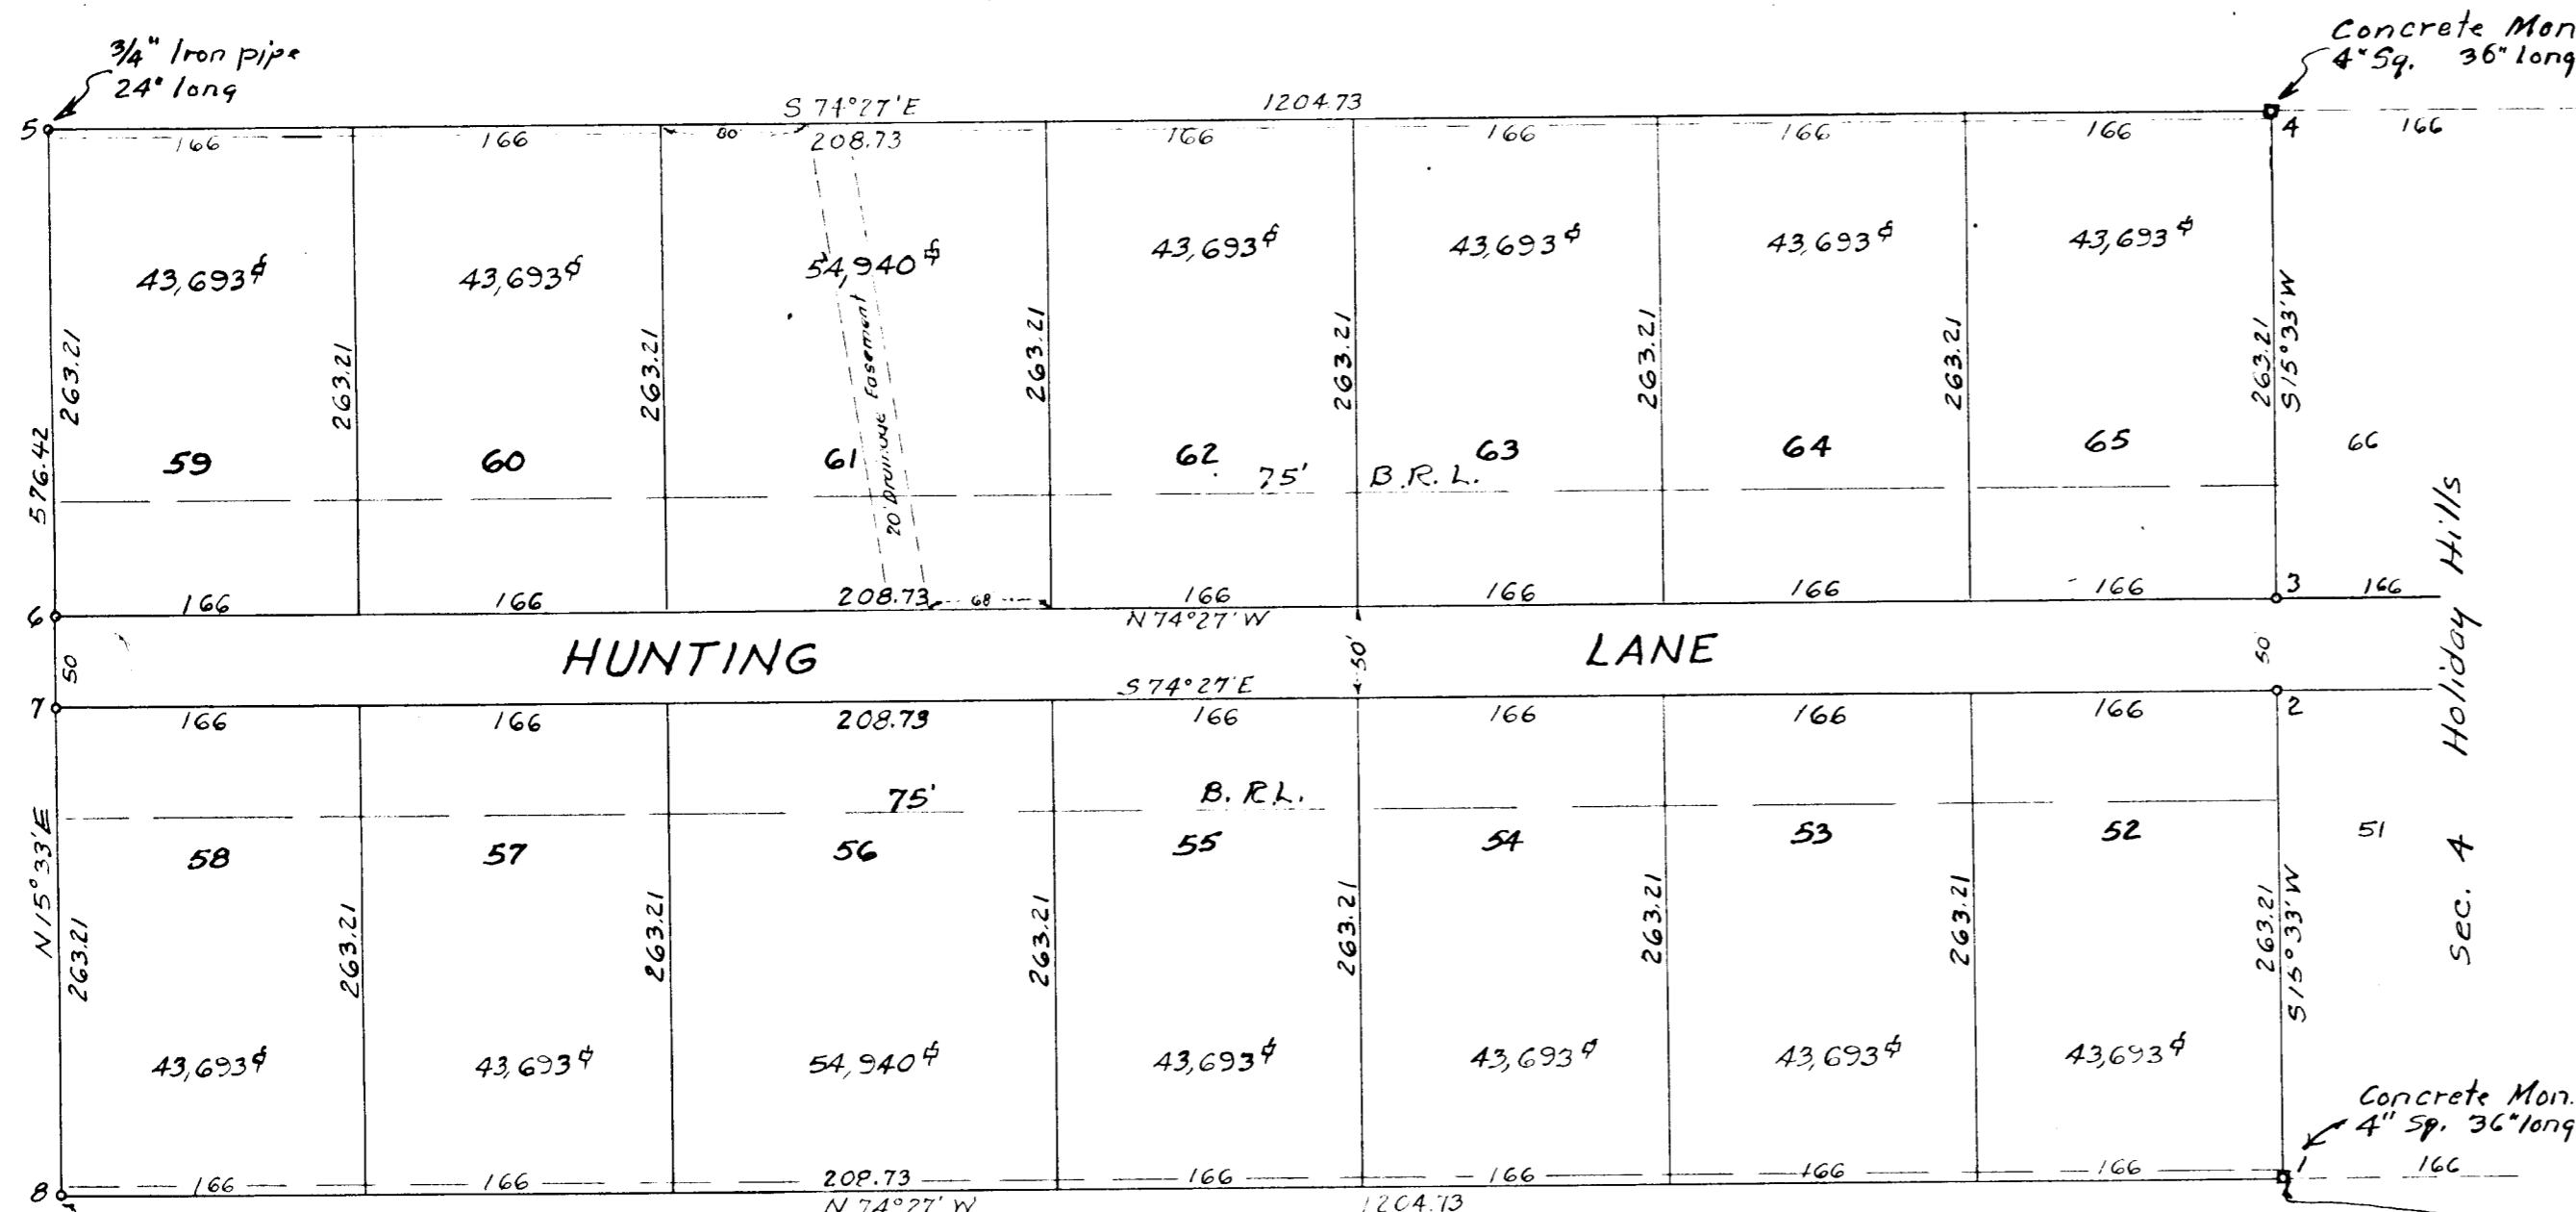 3/4" Iron pipe
24" long
Concrete Mon
4" Sq. 36" long
S 74°27'E 1204.73
5 166 166 80 208.73 166 166 166 166 4 166
43,693 43,693 54,940 43,693 43,693 43,693 43,693
263.21 263.21 263.21 263.21 263.21 263.21 263.21 263.21 S 15°33'W
576.42
20' Drainage Easement
59 60 61 62 63 64 65 66
75' B.R.L.
166 166 208.73 68 166 166 166 166 3 166
6 N 74°27'W
50 HUNTING 50' LANE 50
S 74°27'E
7 166 166 208.73 166 166 166 166 2
75' B.R.L.
58 57 56 55 54 53 52 51
N 15°33'E
263.21 263.21 263.21 263.21 263.21 263.21 263.21 263.21 S 15°33'W
Sec. 4 Holiday Hills
43,693 43,693 54,940 43,693 43,693 43,693 43,693
Concrete Mon.
4" Sq. 36" long
8 166 166 208.73 166 166 166 166 1 166
N 74°27'W 1204.73